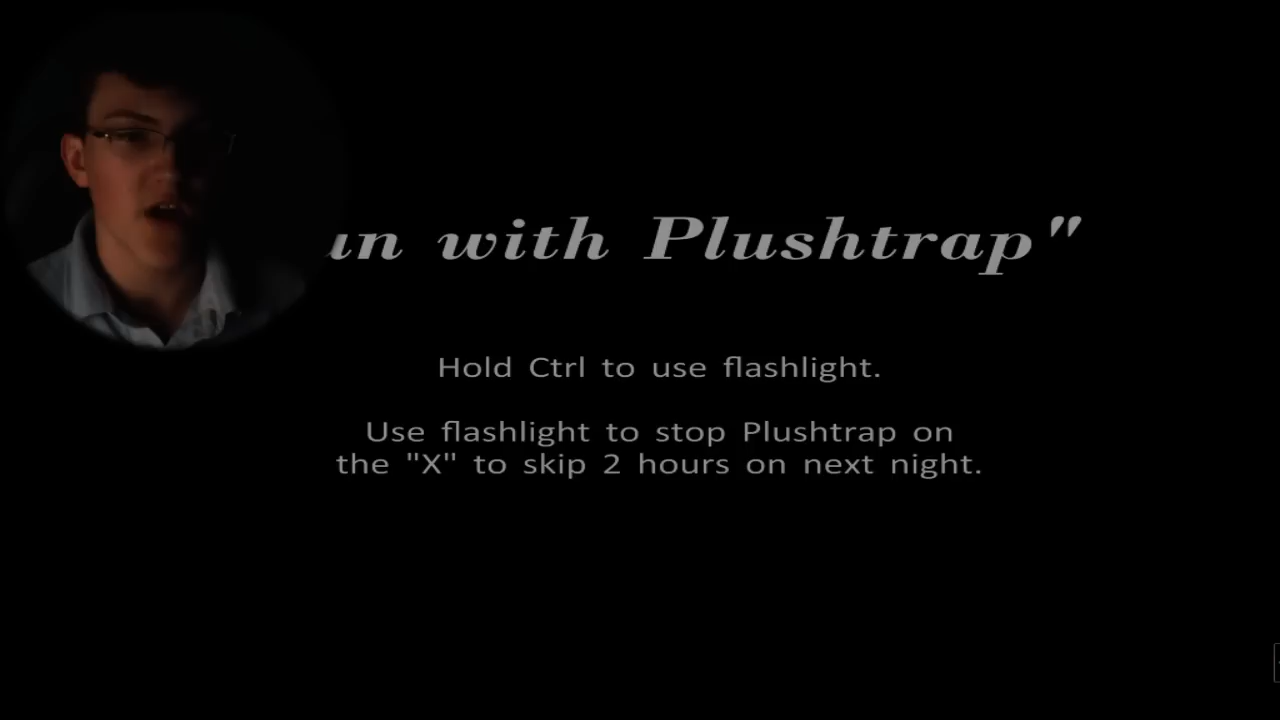 with Plushtrap"
Hold Ctrl to use flashlight.
Use flashlight to stop Plushtrap on
the "X" to skip 2 hours on next night.